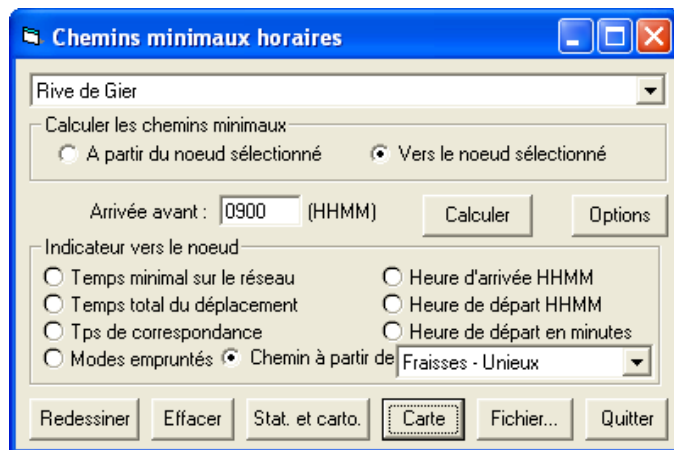 Chemins minimaux horaires
Rive de Gier
Calculer les chemins minimaux
A partir du noeud sélectionné Vers le noeud sélectionné
Arrivée avant : 0900 (HHMM) Calculer Options
Indicateur vers le noeud
Temps minimal sur le réseau Heure d'arrivée HHMM
Temps total du déplacement Heure de départ HHMM
Tps de correspondance Heure de départ en minutes
Modes empruntés Chemin à partir de Fraisses - Unieux
Redessiner Effacer Stat. et carto. Carte Fichier... Quitter